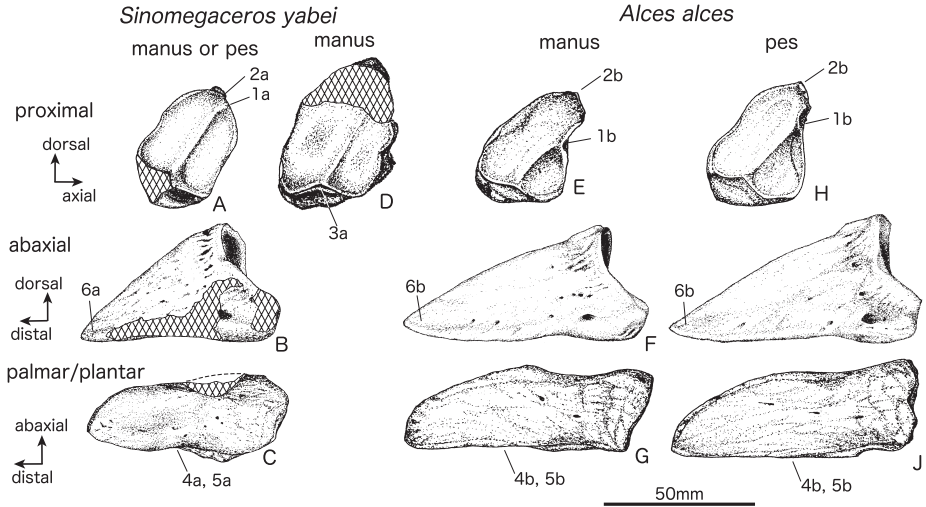 Sinomegaceros yabei
Alces alces
manus or pes
manus
manus
pes
2a
1a
2b
2b
proximal
1b
1b
dorsal
axial
A
D
E
H
3a
abaxial
dorsal
distal
6a
6b
6b
B
F
I
palmar/plantar
abaxial
distal
C
G
J
4a, 5a
4b, 5b
4b, 5b
50mm